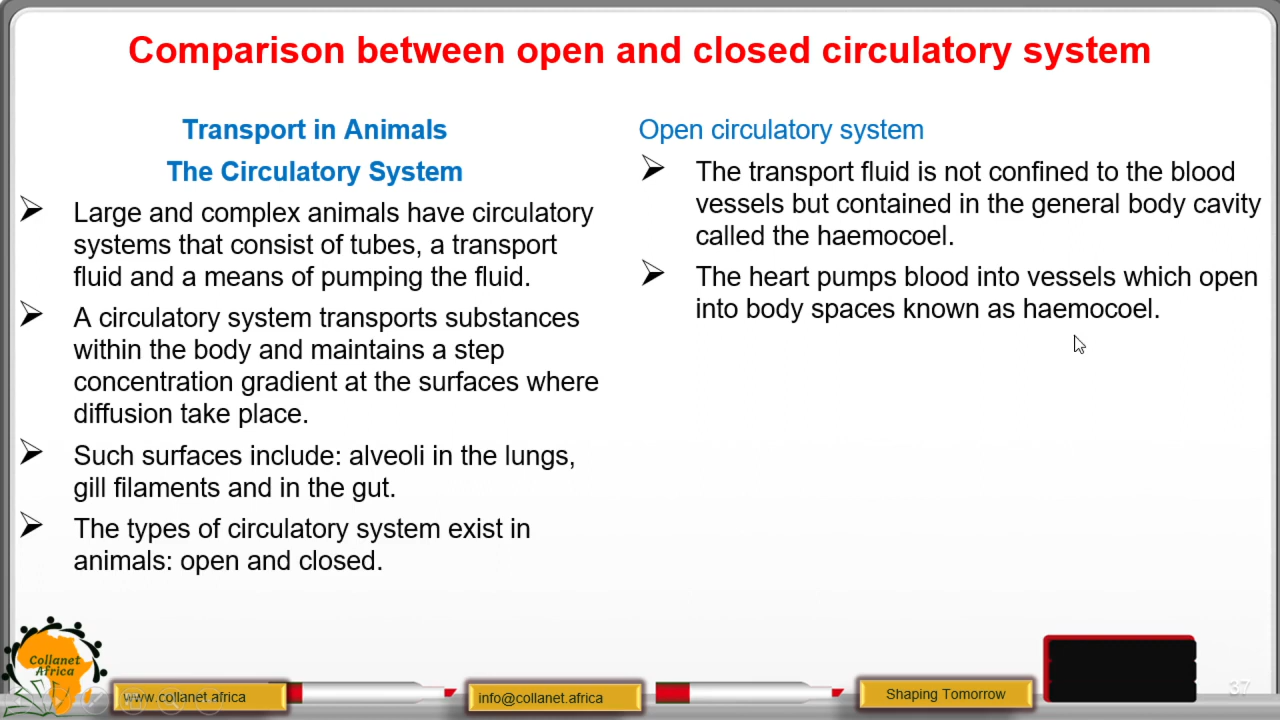 Comparison between open and closed circulatory system
Transport in Animals
The Circulatory System
Large and complex animals have circulatory
systems that consist of tubes, a transport
fluid and a means of pumping the fluid.
A circulatory system transports substances
within the body and maintains a step
concentration gradient at the surfaces where
diffusion take place.
Such surfaces include: alveoli in the lungs,
gill filaments and in the gut.
The types of circulatory system exist in
animals: open and closed.
Open circulatory system
The transport fluid is not confined to the blood
vessels but contained in the general body cavity
called the haemocoel.
The heart pumps blood into vessels which open
into body spaces known as haemocoel.
Collanet
Africa
www.collanet.africa
info@collanet.africa
Shaping Tomorrow
37